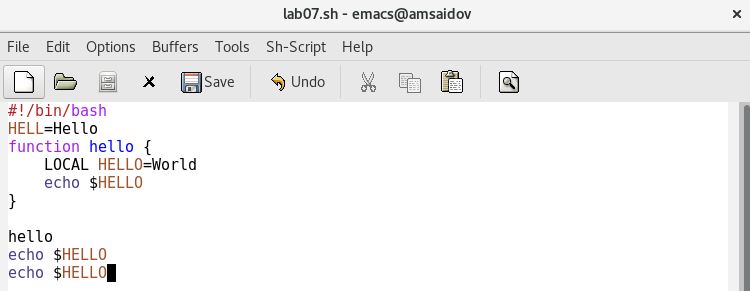 lab07.sh - emacs@amsaidov
File Edit Options Buffers Tools Sh-Script Help
Save Undo
#!/bin/bash
HELL=Hello
function hello {
    LOCAL HELLO=World
    echo $HELLO
}
hello
echo $HELLO
echo $HELLO